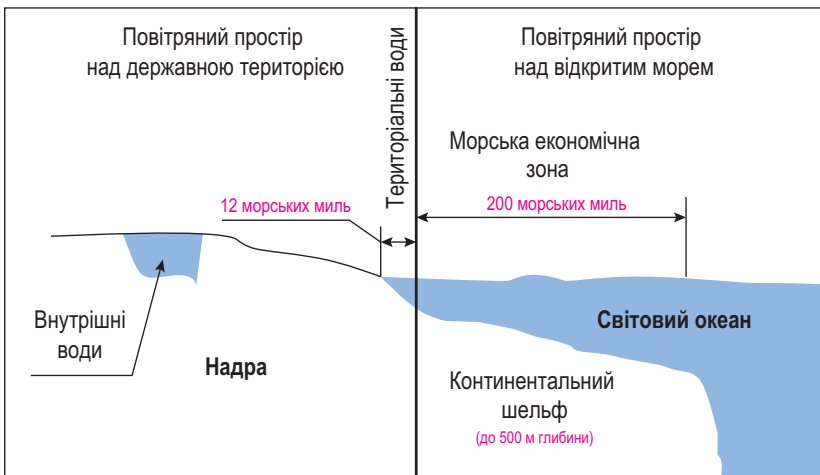 Повітряний простір
над державною територією
Територіальні води
Повітряний простір
над відкритим морем
Морська економічна
зона
12 морських миль
200 морських миль
Внутрішні
води
Надра
Світовий океан
Континентальний
шельф
(до 500 м глибини)